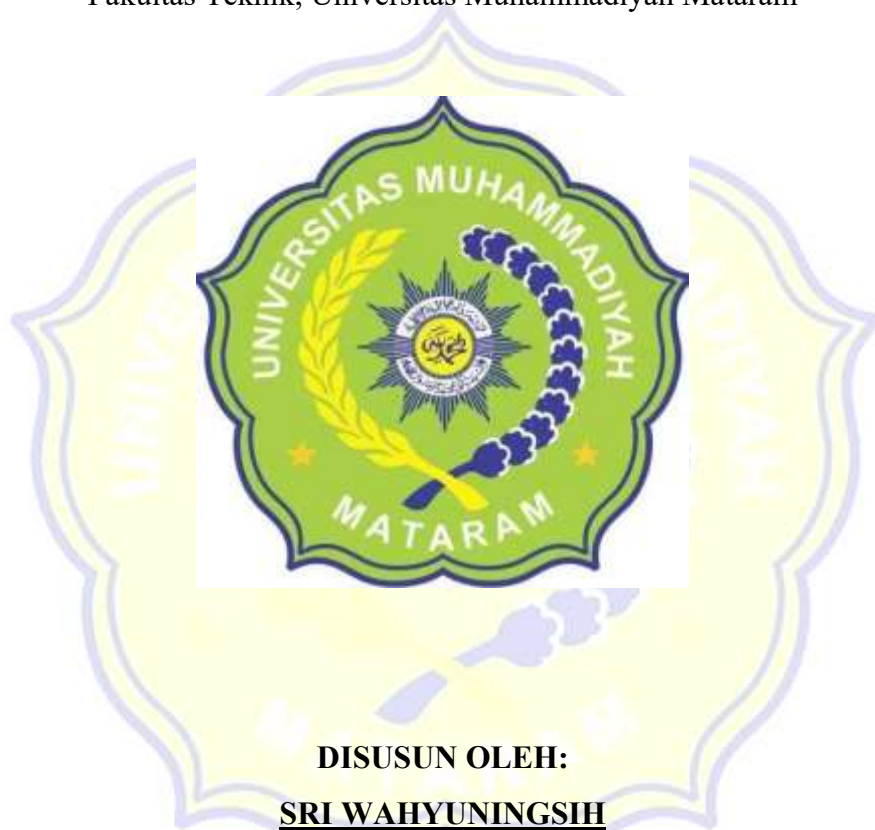 Fakultas Teknik, Universitas Muhammadiyah Mataram
UNIVERSITAS MUHAMMADIYAH
MATARAM
DISUSUN OLEH:
SRI WAHYUNINGSIH